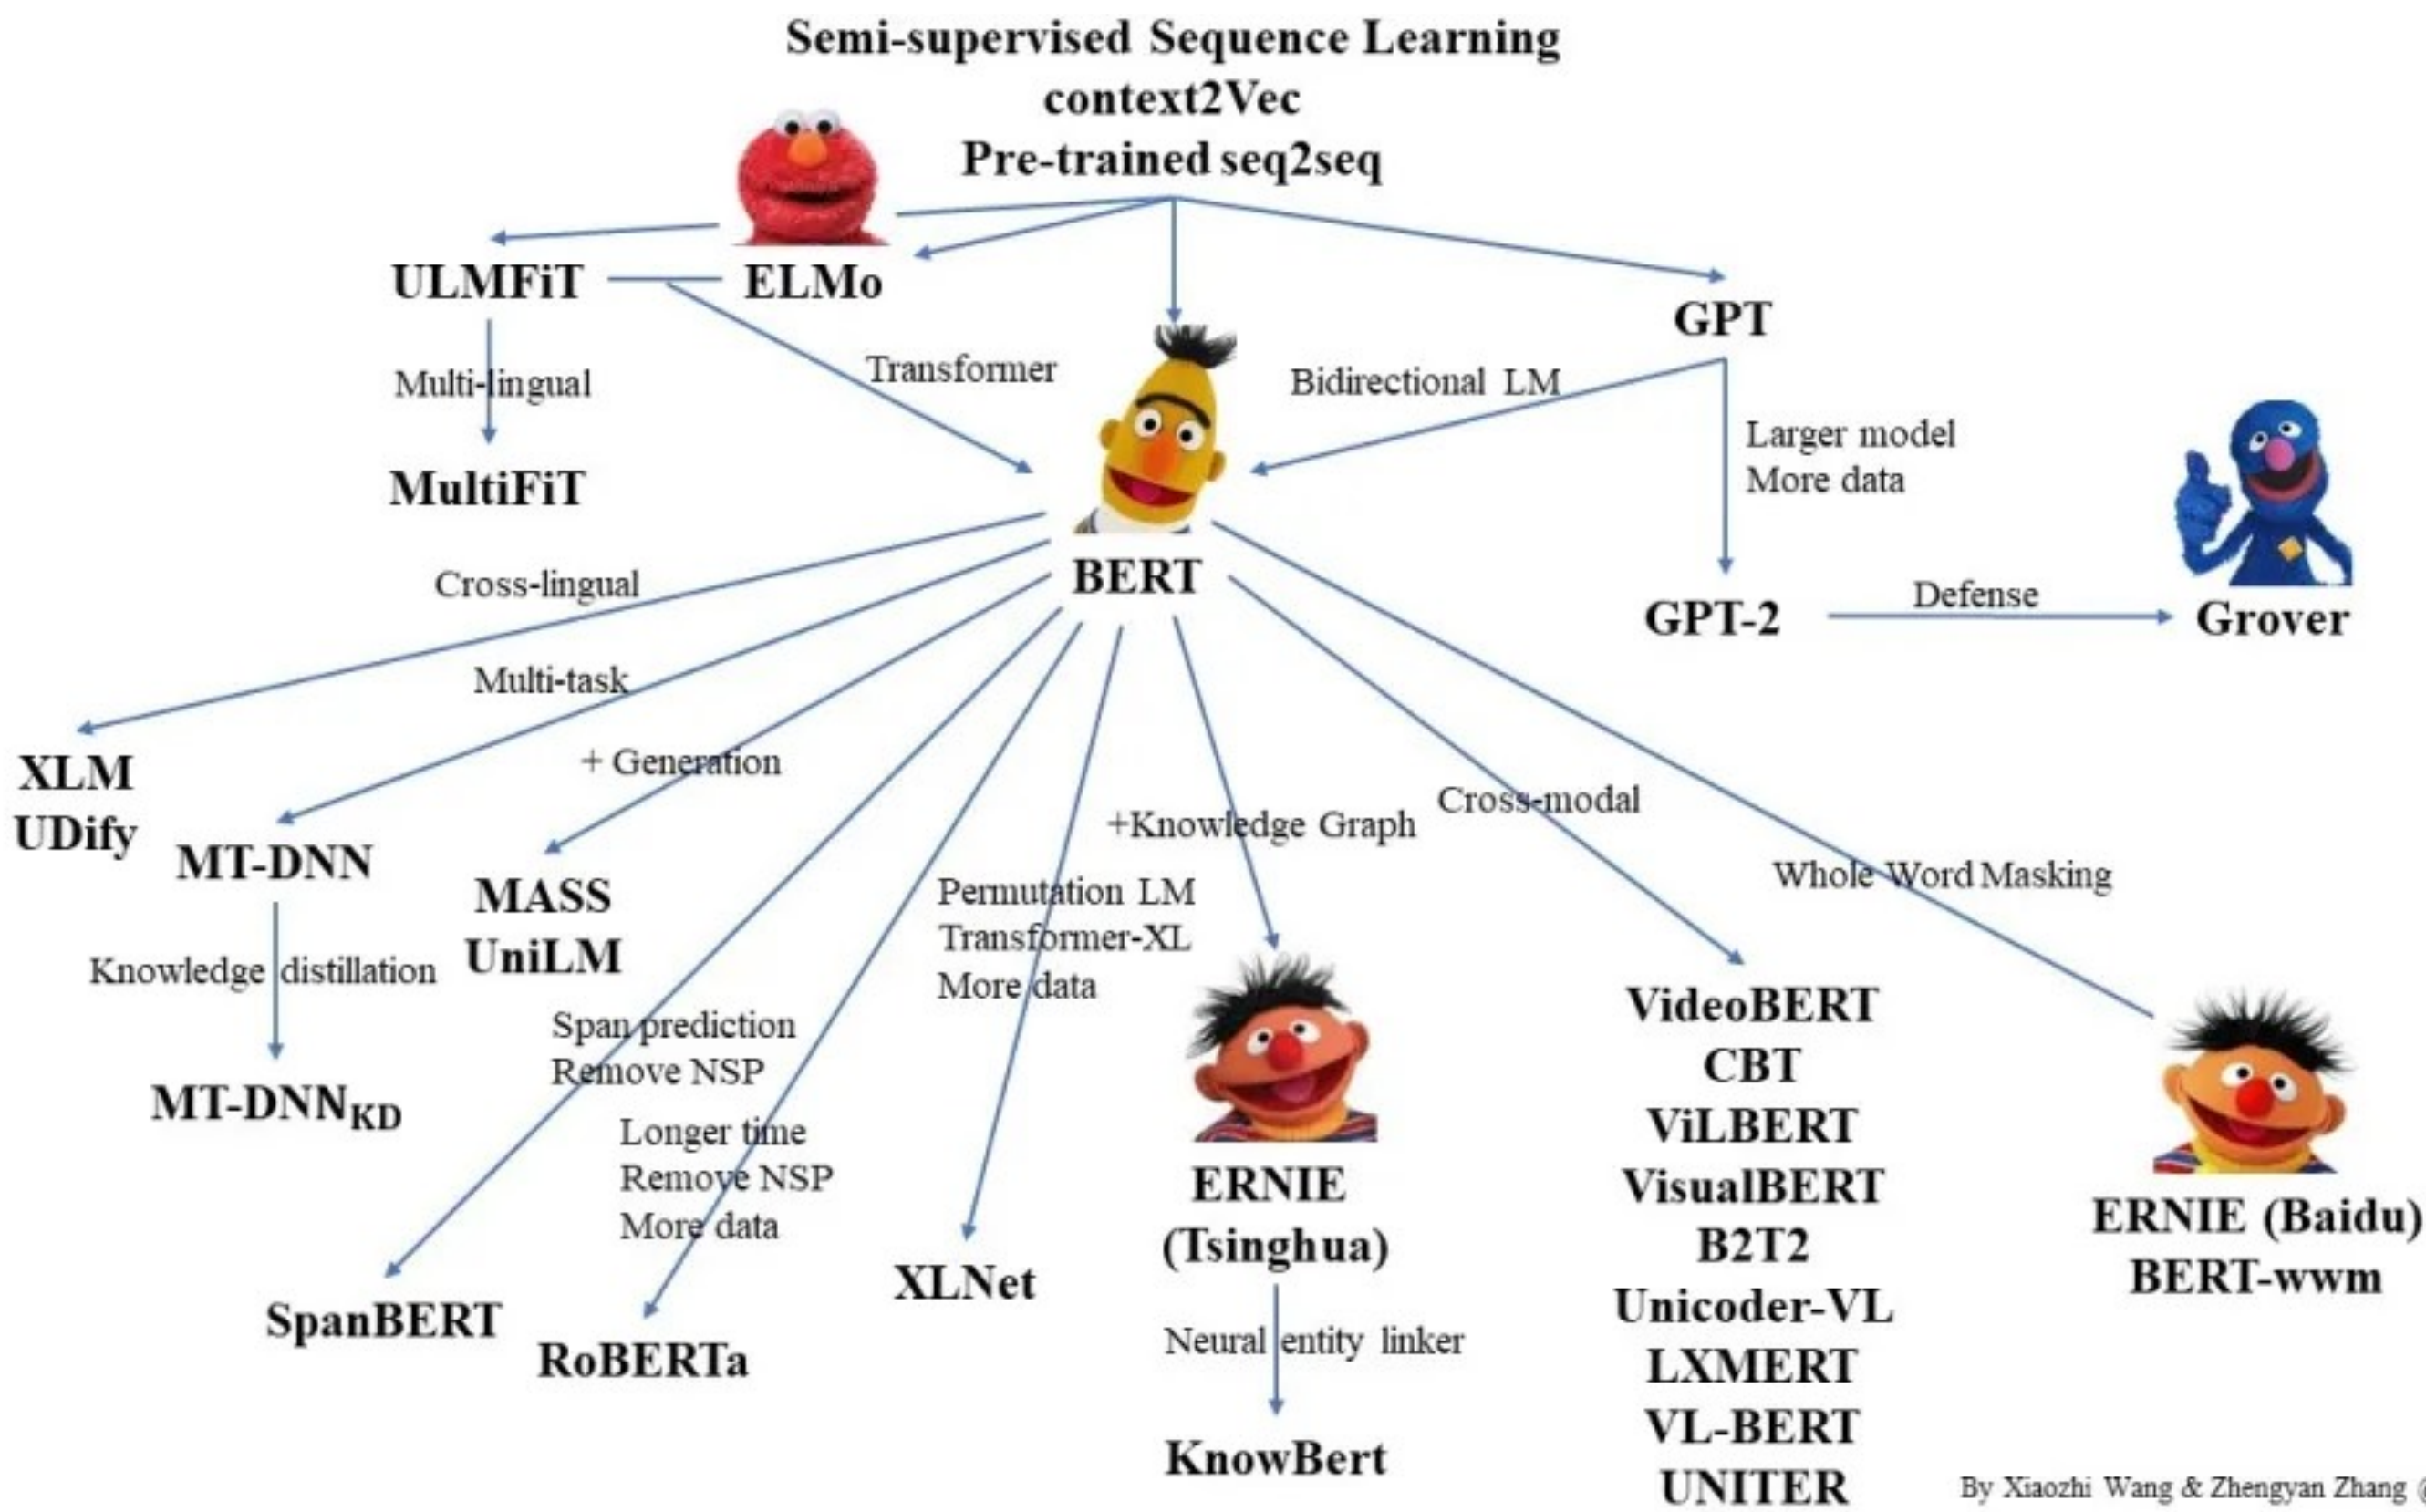 Semi-supervised Sequence Learning
context2Vec
Pre-trained seq2seq
ULMFiT
ELMo
GPT
Multi-lingual
Transformer
Bidirectional LM
Larger model
More data
MultiFiT
BERT
GPT-2
Defense
Grover
Cross-lingual
Multi-task
+ Generation
+Knowledge Graph
Cross-modal
Whole Word Masking
XLM
UDify
MT-DNN
MASS
UniLM
Knowledge distillation
Permutation LM
Transformer-XL
More data
Span prediction
Remove NSP
Longer time
Remove NSP
More data
MT-DNNKD
SpanBERT
RoBERTa
XLNet
ERNIE
(Tsinghua)
Neural entity linker
KnowBert
VideoBERT
CBT
ViLBERT
VisualBERT
B2T2
Unicoder-VL
LXMERT
VL-BERT
UNITER
ERNIE (Baidu)
BERT-wwm
By Xiaozhi Wang & Zhengyan Zhang